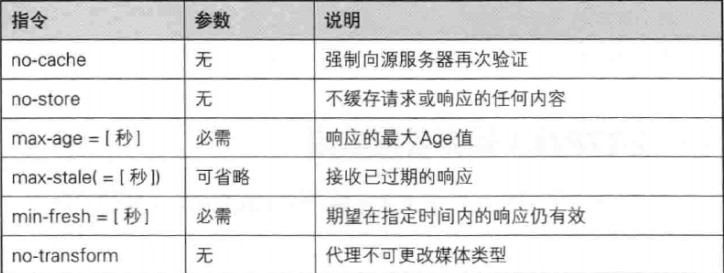 指令 参数 说明
no-cache 无 强制向源服务器再次验证
no-store 无 不缓存请求或响应的任何内容
max-age = [ 秒] 必需 响应的最大Age值
max-stale( = [ 秒]) 可省略 接收已过期的响应
min-fresh = [ 秒] 必需 期望在指定时间内的响应仍有效
no-transform 无 代理不可更改媒体类型